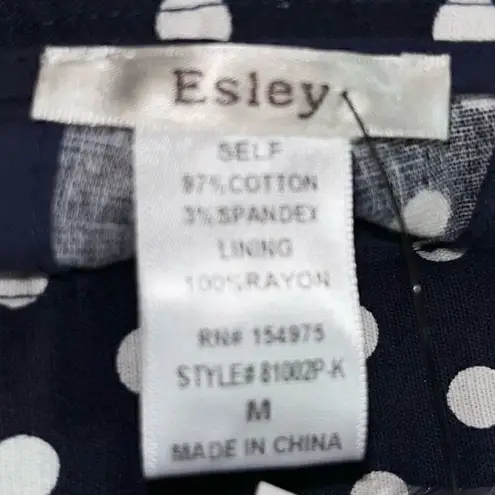 Esley
SELF
97% COTTON
3% SPANDEX
LINING
100% RAYON
RN# 154975
STYLE# 81002P-K
M
MADE IN CHINA